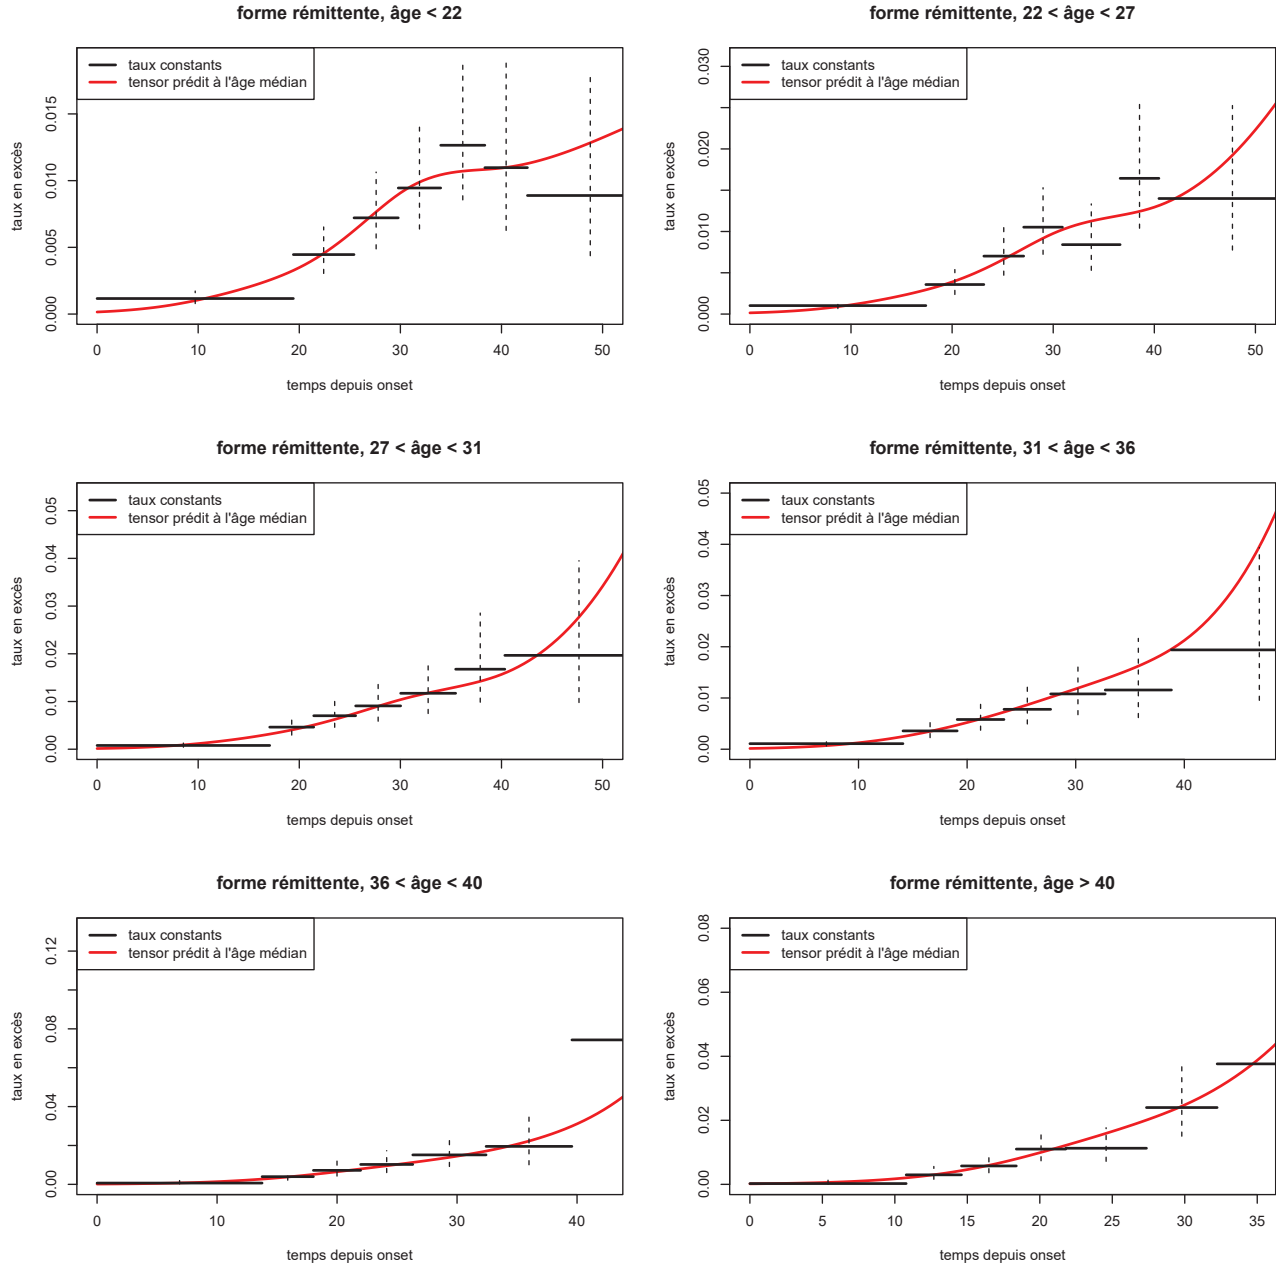 forme rémittente, âge < 22
taux constants
tensor prédit à l'âge médian
taux en excès
0.000
0.005
0.010
0.015
0 10 20 30 40 50
temps depuis onset
forme rémittente, 22 < âge < 27
taux constants
tensor prédit à l'âge médian
taux en excès
0.000
0.010
0.020
0.030
0 10 20 30 40 50
temps depuis onset
forme rémittente, 27 < âge < 31
taux constants
tensor prédit à l'âge médian
taux en excès
0.00
0.01
0.02
0.03
0.04
0.05
0 10 20 30 40 50
temps depuis onset
forme rémittente, 31 < âge < 36
taux constants
tensor prédit à l'âge médian
taux en excès
0.00
0.01
0.02
0.03
0.04
0.05
0 10 20 30 40
temps depuis onset
forme rémittente, 36 < âge < 40
taux constants
tensor prédit à l'âge médian
taux en excès
0.00
0.04
0.08
0.12
0 10 20 30 40
temps depuis onset
forme rémittente, âge > 40
taux constants
tensor prédit à l'âge médian
taux en excès
0.00
0.02
0.04
0.06
0.08
0 5 10 15 20 25 30 35
temps depuis onset